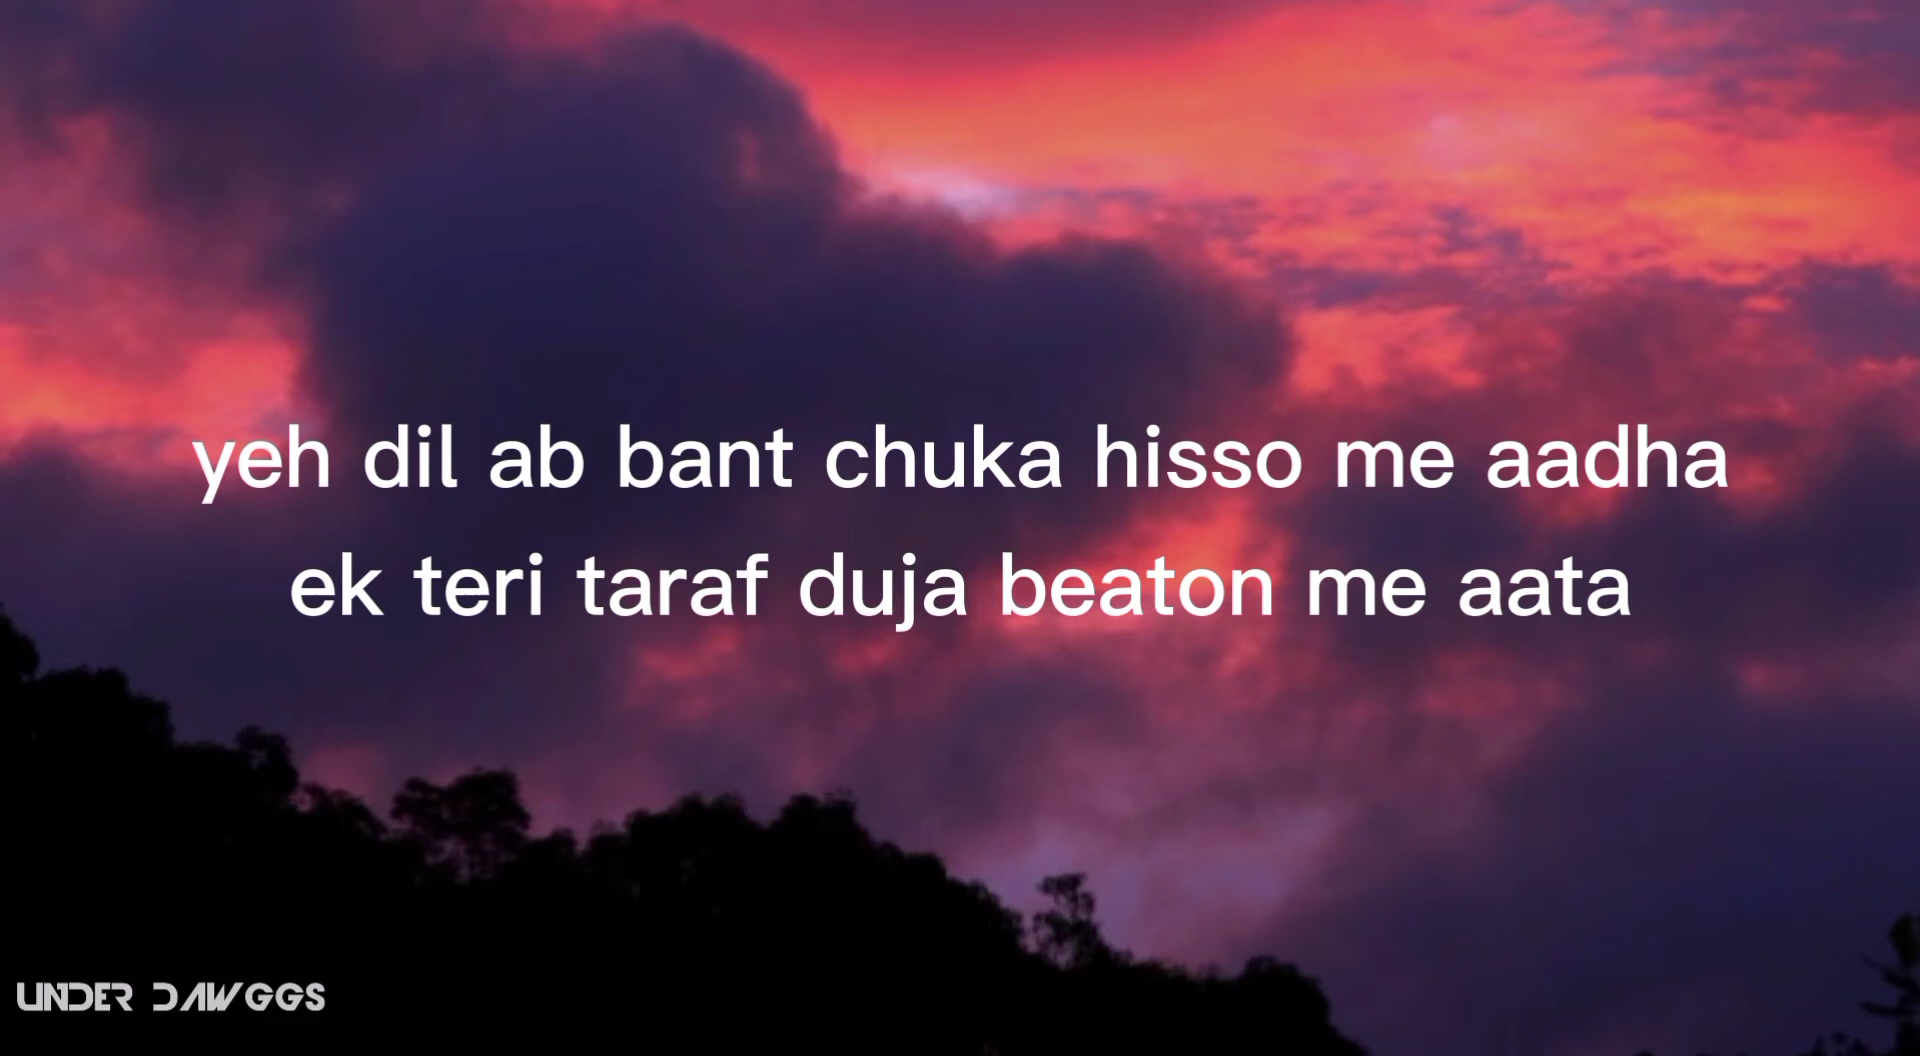 yeh dil ab bant chuka hisso me aadha
ek teri taraf duja beaton me aata
UNDER DAWGGS